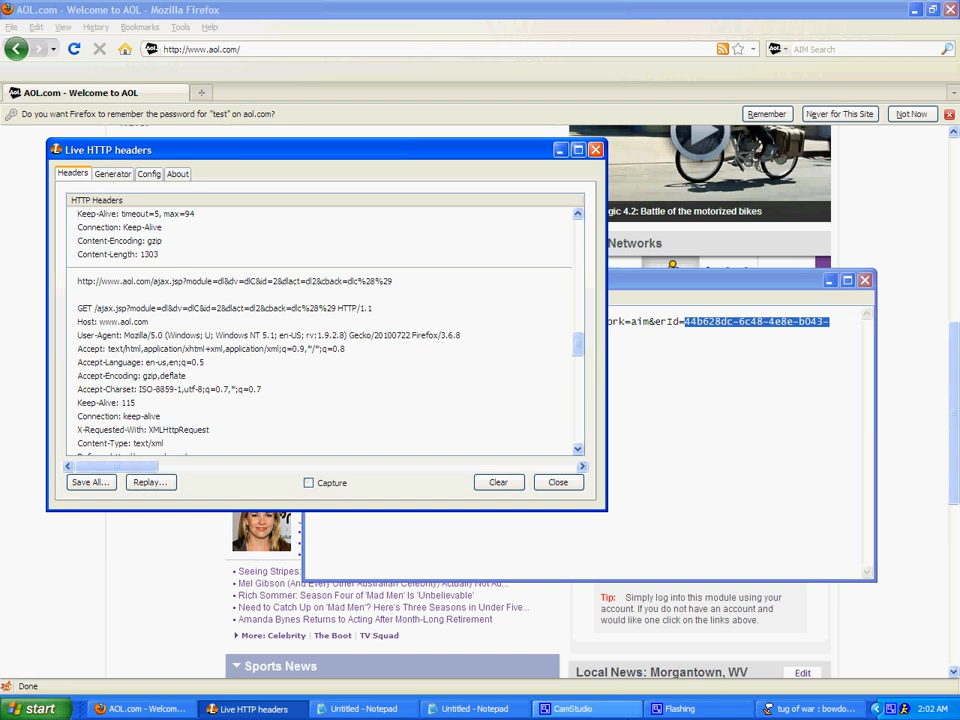 AOL.com - Welcome to AOL - Mozilla Firefox
File Edit View History Bookmarks Tools Help
http://www.aol.com/
Aol. AIM Search
AOL.com - Welcome to AOL
Do you want Firefox to remember the password for "test" on aol.com? Remember Never for This Site Not Now
Live HTTP headers
Headers Generator Config About
HTTP Headers
Keep-Alive: timeout=5, max=94
Connection: Keep-Alive
Content-Encoding: gzip
Content-Length: 1303
http://www.aol.com/ajax.jsp?module=dl&dv=dlC&id=2&dlact=dl2&cback=dlc%28%29
GET /ajax.jsp?module=dl&dv=dlC&id=2&dlact=dl2&cback=dlc%28%29 HTTP/1.1
Host: www.aol.com
User-Agent: Mozilla/5.0 (Windows; U; Windows NT 5.1; en-US; rv:1.9.2.8) Gecko/20100722 Firefox/3.6.8
Accept: text/html,application/xhtml+xml,application/xml;q=0.9,*/*;q=0.8
Accept-Language: en-us,en;q=0.5
Accept-Encoding: gzip,deflate
Accept-Charset: ISO-8859-1,utf-8;q=0.7,*;q=0.7
Keep-Alive: 115
Connection: keep-alive
X-Requested-With: XMLHttpRequest
Content-Type: text/xml
Save All... Replay... Capture Clear Close
gic 4.2: Battle of the motorized bikes
Networks
ork=aim&erId=44b628dc-6c48-4e8e-b043-
Seeing Stripes:
Mel Gibson (And Every Other Australian Celebrity) Actually Not Ad...
Rich Sommer: Season Four of 'Mad Men' Is 'Unbelievable'
Need to Catch Up on 'Mad Men'? Here's Three Seasons in Under Five...
Amanda Bynes Returns to Acting After Month-Long Retirement
More: Celebrity | The Boot | TV Squad
Sports News
Tip: Simply log into this module using your
account. If you do not have an account and
would like one click on the links above.
Local News: Morgantown, WV Edit
Done
start AOL.com - Welcom... Live HTTP headers Untitled - Notepad Untitled - Notepad CamStudio Flashing tug of war : bowdo... 2:02 AM